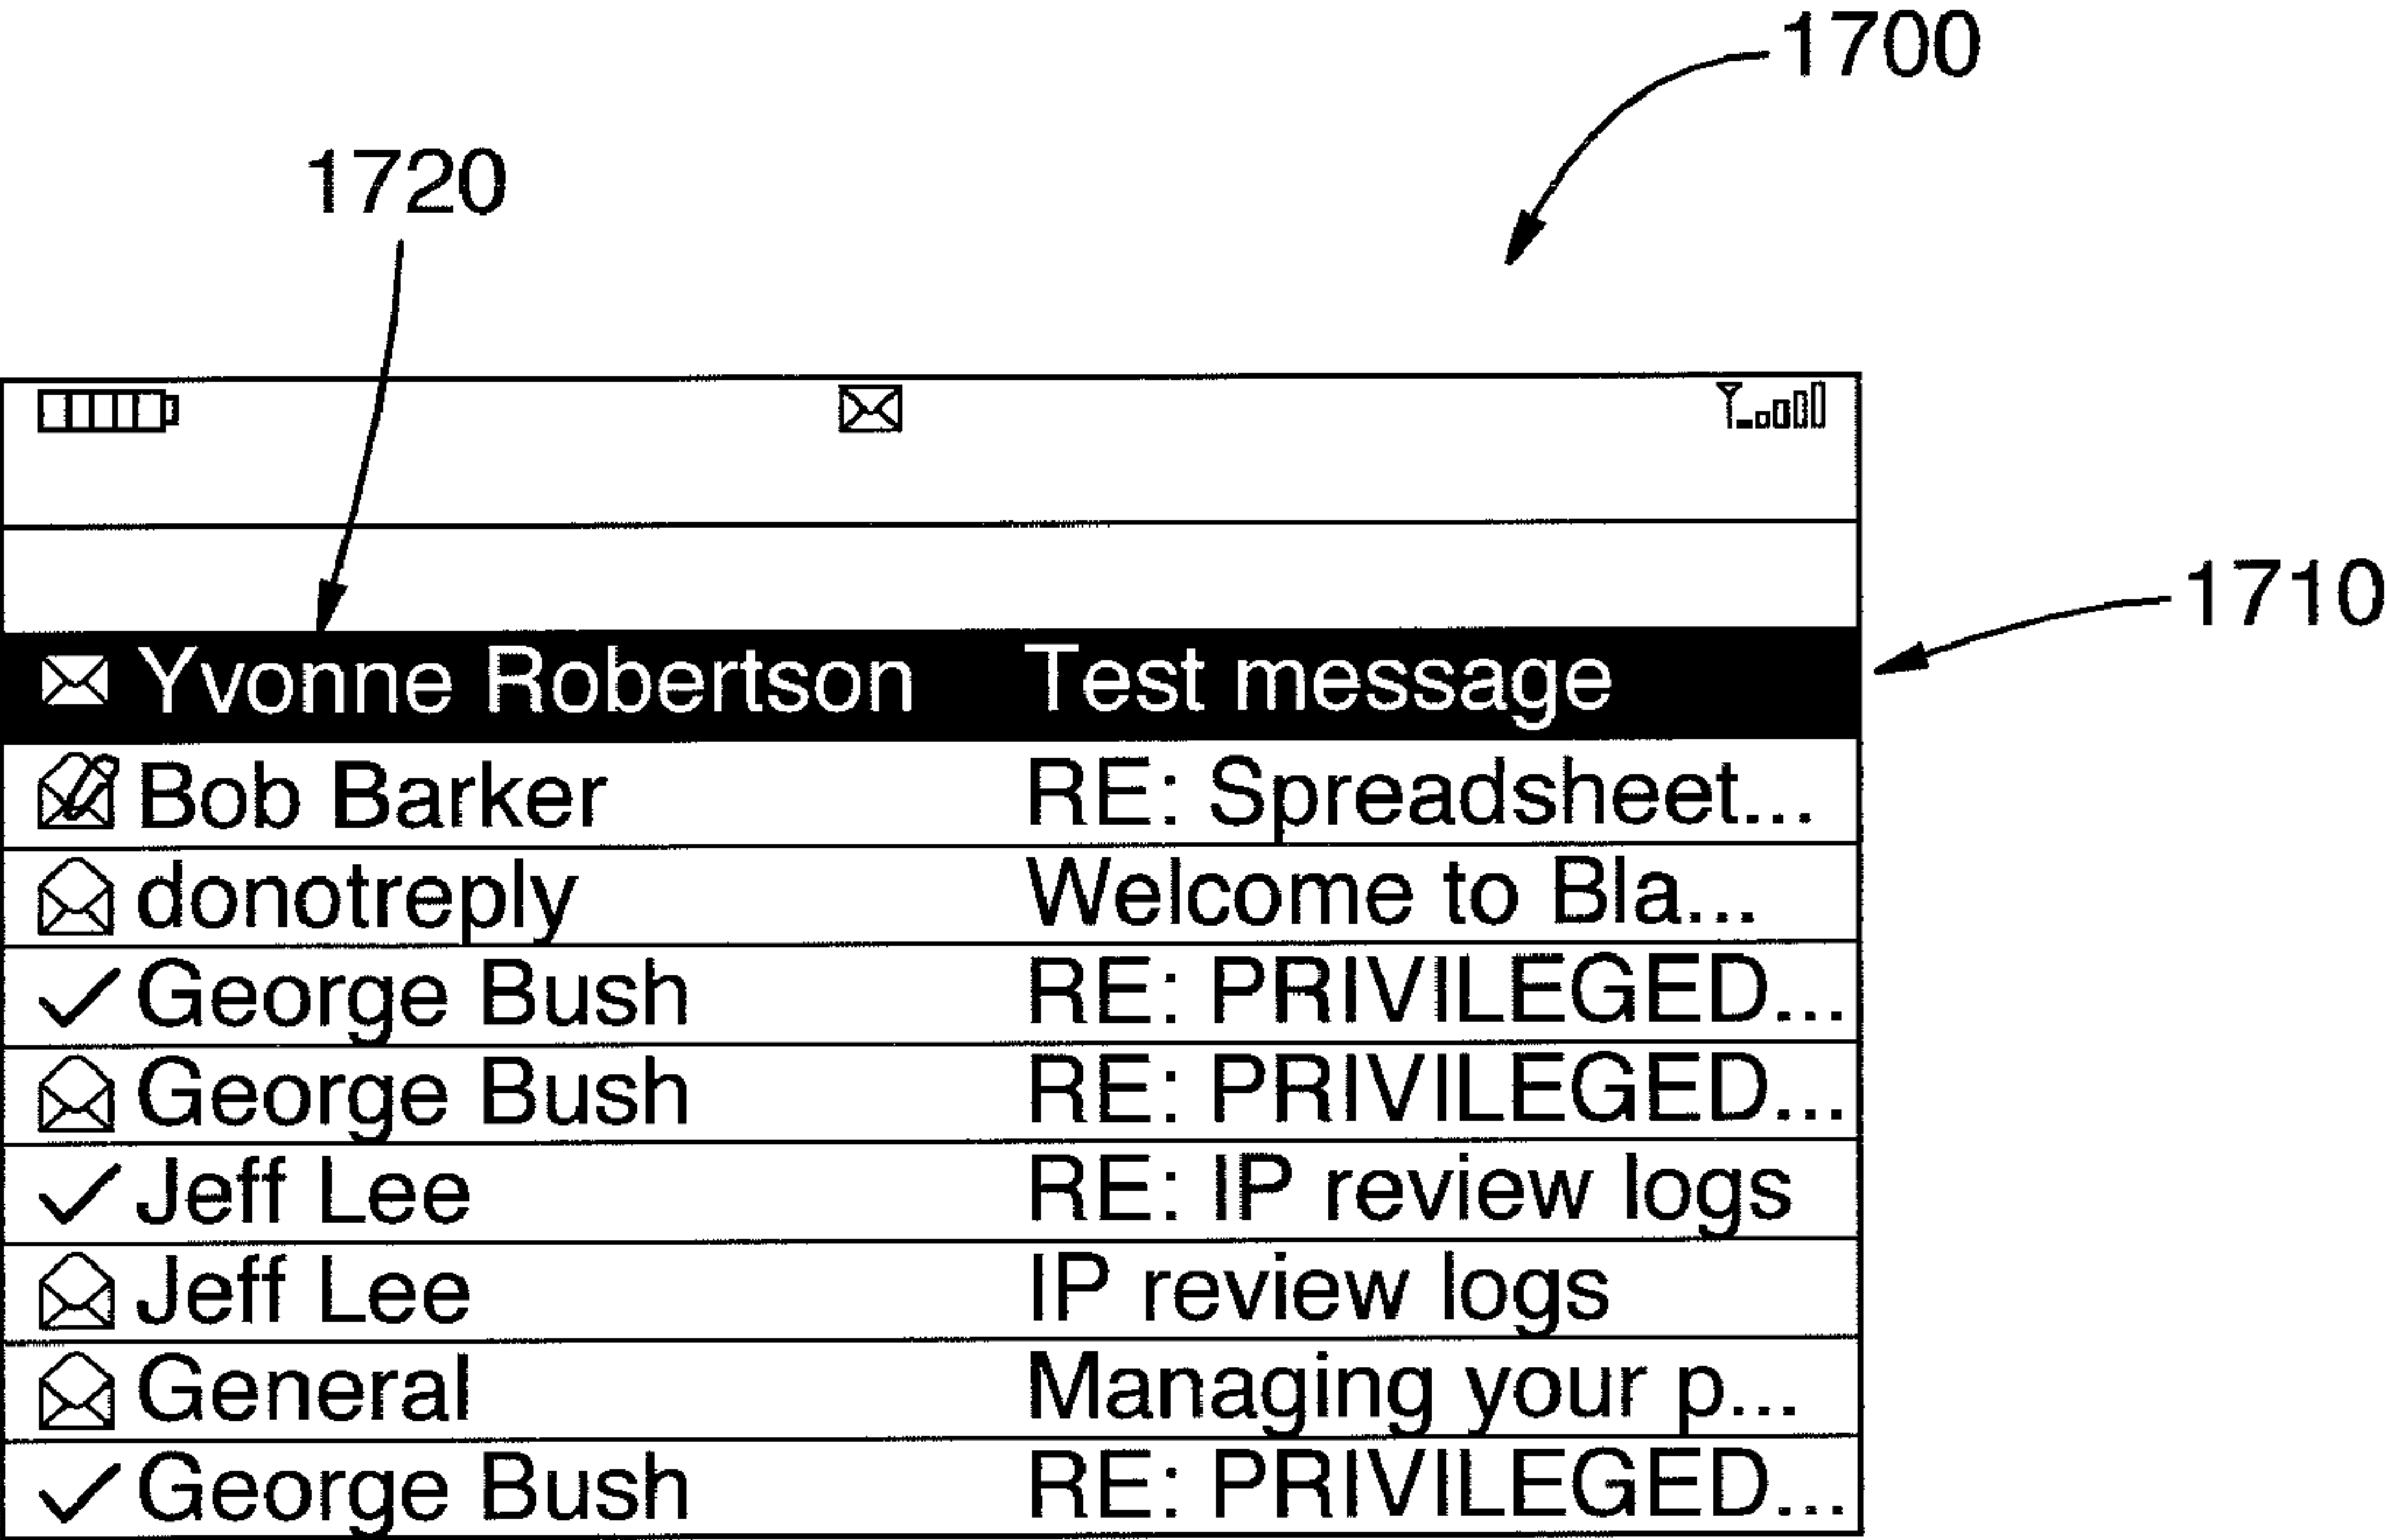 1700
1720
1710
Yvonne Robertson Test message
Bob Barker RE: Spreadsheet...
donotreply Welcome to Bla...
George Bush RE: PRIVILEGED...
George Bush RE: PRIVILEGED...
Jeff Lee RE: IP review logs
Jeff Lee IP review logs
General Managing your p...
George Bush RE: PRIVILEGED...